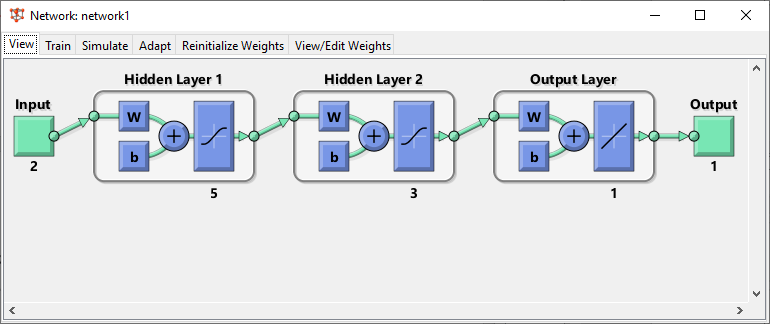 Network: network1
View Train Simulate Adapt Reinitialize Weights View/Edit Weights
Hidden Layer 1 Hidden Layer 2 Output Layer
Input Output
W W W
b b b
2 1
5 3 1